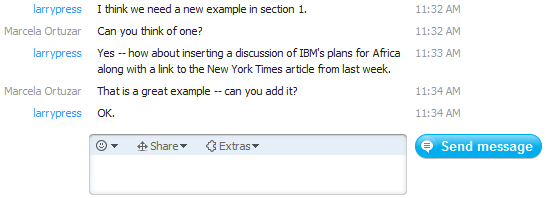 larrypress I think we need a new example in section 1. 11:32 AM
Marcela Ortuzar Can you think of one? 11:32 AM
larrypress Yes -- how about inserting a discussion of IBM's plans for Africa 11:33 AM
along with a link to the New York Times article from last week.
Marcela Ortuzar That is a great example -- can you add it? 11:34 AM
larrypress OK. 11:34 AM
Share Extras Send message